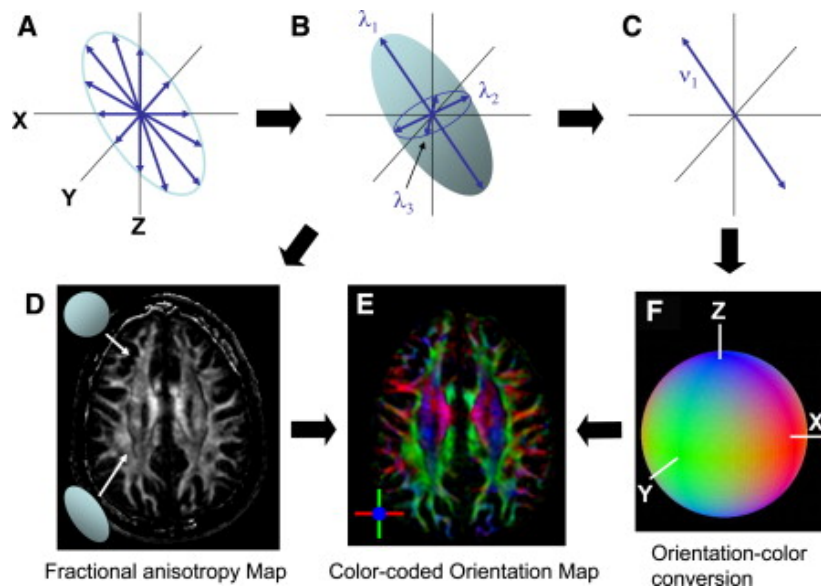 A
B
C
λ1
λ2
λ3
ν1
X
Y
Z
D
E
F
Z
X
Y
Fractional anisotropy Map
Color-coded Orientation Map
Orientation-color
conversion